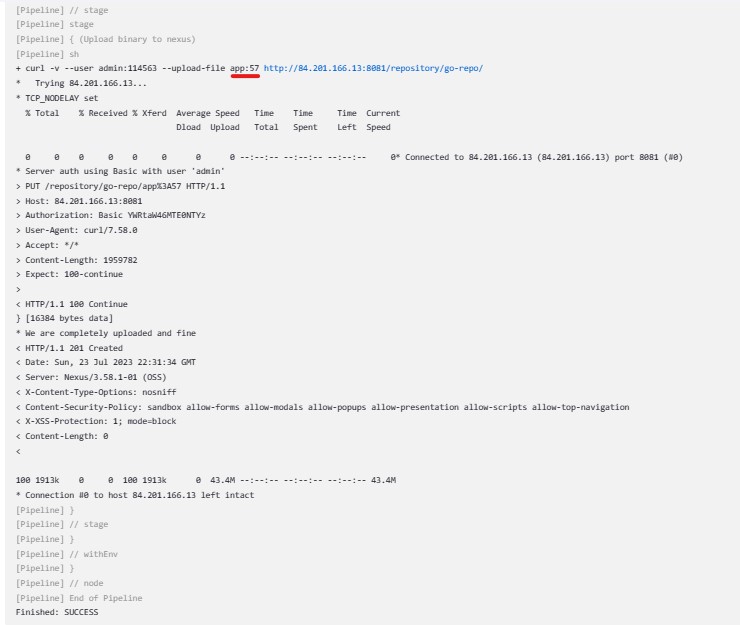 [Pipeline] // stage
[Pipeline] stage
[Pipeline] { (Upload binary to nexus)
[Pipeline] sh
+ curl -v --user admin:114563 --upload-file app:57 http://84.201.166.13:8081/repository/go-repo/
*   Trying 84.201.166.13...
* TCP_NODELAY set
% Total    % Received % Xferd  Average Speed   Time    Time     Time  Current
Dload  Upload   Total   Spent    Left  Speed
0     0    0     0    0     0      0      0 --:--:-- --:--:-- --:--:--     0* Connected to 84.201.166.13 (84.201.166.13) port 8081 (#0)
* Server auth using Basic with user 'admin'
> PUT /repository/go-repo/app%3A57 HTTP/1.1
> Host: 84.201.166.13:8081
> Authorization: Basic YWRtaW46MTE0NTYz
> User-Agent: curl/7.58.0
> Accept: */*
> Content-Length: 1959782
> Expect: 100-continue
>
< HTTP/1.1 100 Continue
} [16384 bytes data]
* We are completely uploaded and fine
< HTTP/1.1 201 Created
< Date: Sun, 23 Jul 2023 22:31:34 GMT
< Server: Nexus/3.58.1-01 (OSS)
< X-Content-Type-Options: nosniff
< Content-Security-Policy: sandbox allow-forms allow-modals allow-popups allow-presentation allow-scripts allow-top-navigation
< X-XSS-Protection: 1; mode=block
< Content-Length: 0
<
100 1913k    0     0  100 1913k      0  43.4M --:--:-- --:--:-- --:--:-- 43.4M
* Connection #0 to host 84.201.166.13 left intact
[Pipeline] }
[Pipeline] // stage
[Pipeline] }
[Pipeline] // withEnv
[Pipeline] }
[Pipeline] // node
[Pipeline] End of Pipeline
Finished: SUCCESS